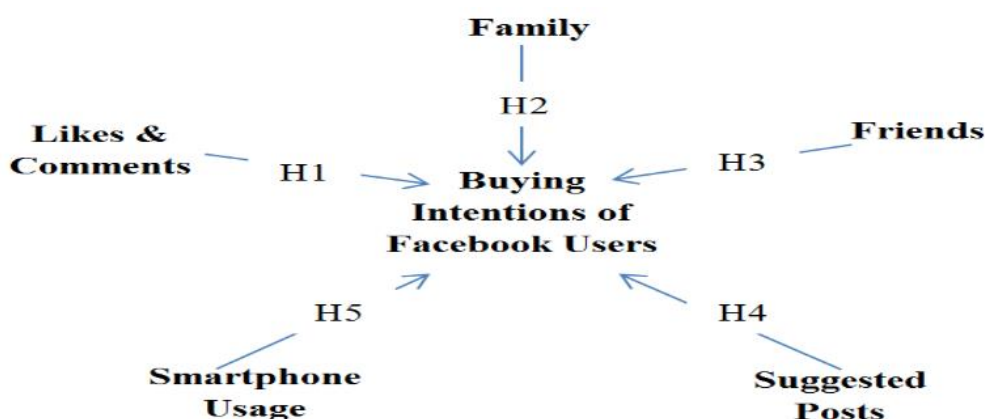 Family
H2
Likes &
Comments
Friends
H1
H3
Buying
Intentions of
Facebook Users
H5
H4
Smartphone
Usage
Suggested
Posts